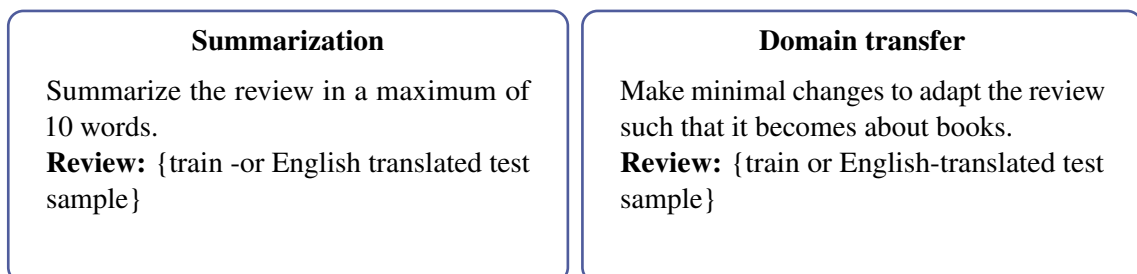 Summarization
Summarize the review in a maximum of
10 words.
Review: {train -or English translated test
sample}
Domain transfer
Make minimal changes to adapt the review
such that it becomes about books.
Review: {train or English-translated test
sample}